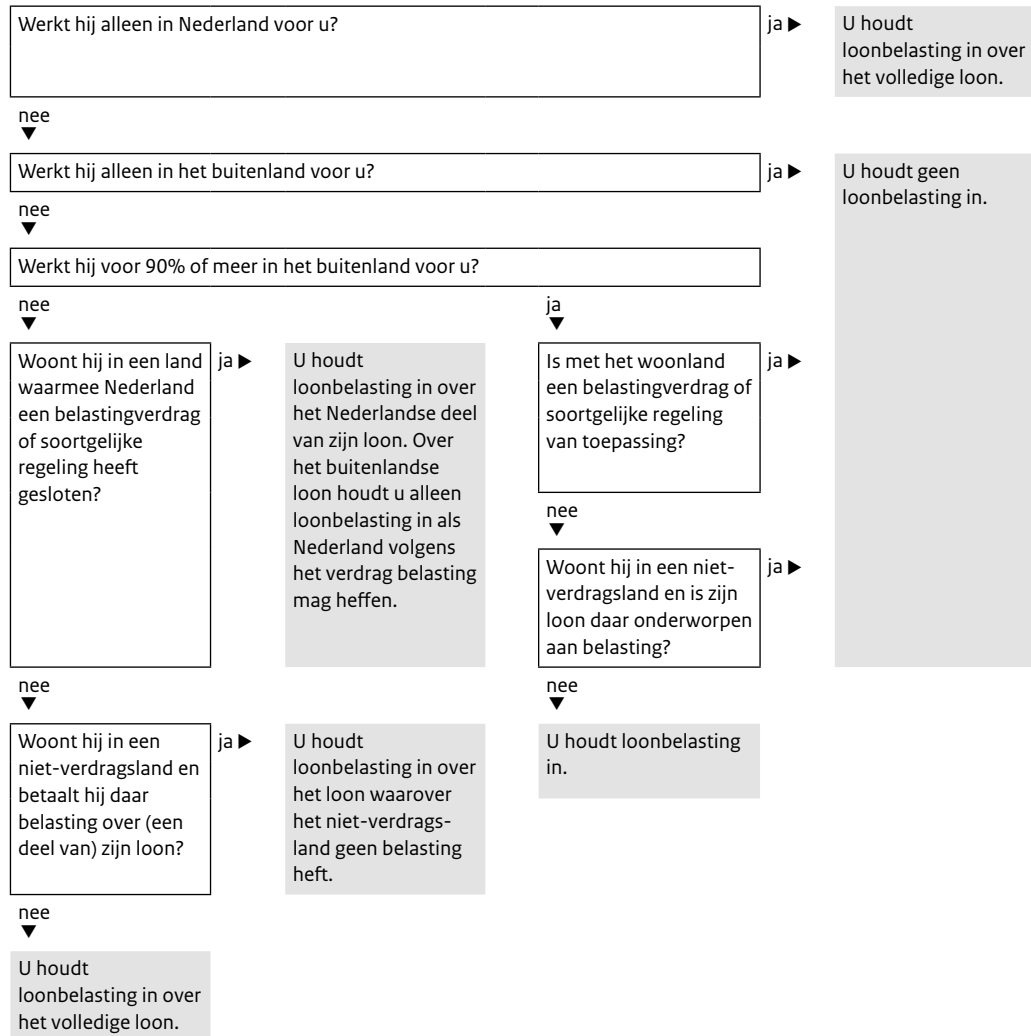 Werkt hij alleen in Nederland voor u?
ja ▶
U houdt
loonbelasting in over
het volledige loon.
nee
▼
Werkt hij alleen in het buitenland voor u?
ja ▶
U houdt geen
loonbelasting in.
nee
▼
Werkt hij voor 90% of meer in het buitenland voor u?
nee
▼
Woont hij in een land
waarmee Nederland
een belastingverdrag
of soortgelijke
regeling heeft
gesloten?
ja ▶
U houdt
loonbelasting in over
het Nederlandse deel
van zijn loon. Over
het buitenlandse
loon houdt u alleen
loonbelasting in als
Nederland volgens
het verdrag belasting
mag heffen.
ja
▼
Is met het woonland
een belastingverdrag of
soortgelijke regeling
van toepassing?
ja ▶
nee
▼
Woont hij in een niet-
verdragsland en is zijn
loon daar onderworpen
aan belasting?
ja ▶
nee
▼
Woont hij in een
niet-verdragsland en
betaalt hij daar
belasting over (een
deel van) zijn loon?
ja ▶
U houdt
loonbelasting in over
het loon waarover
het niet-verdrags-
land geen belasting
heft.
nee
▼
U houdt loonbelasting
in.
nee
▼
U houdt
loonbelasting in over
het volledige loon.